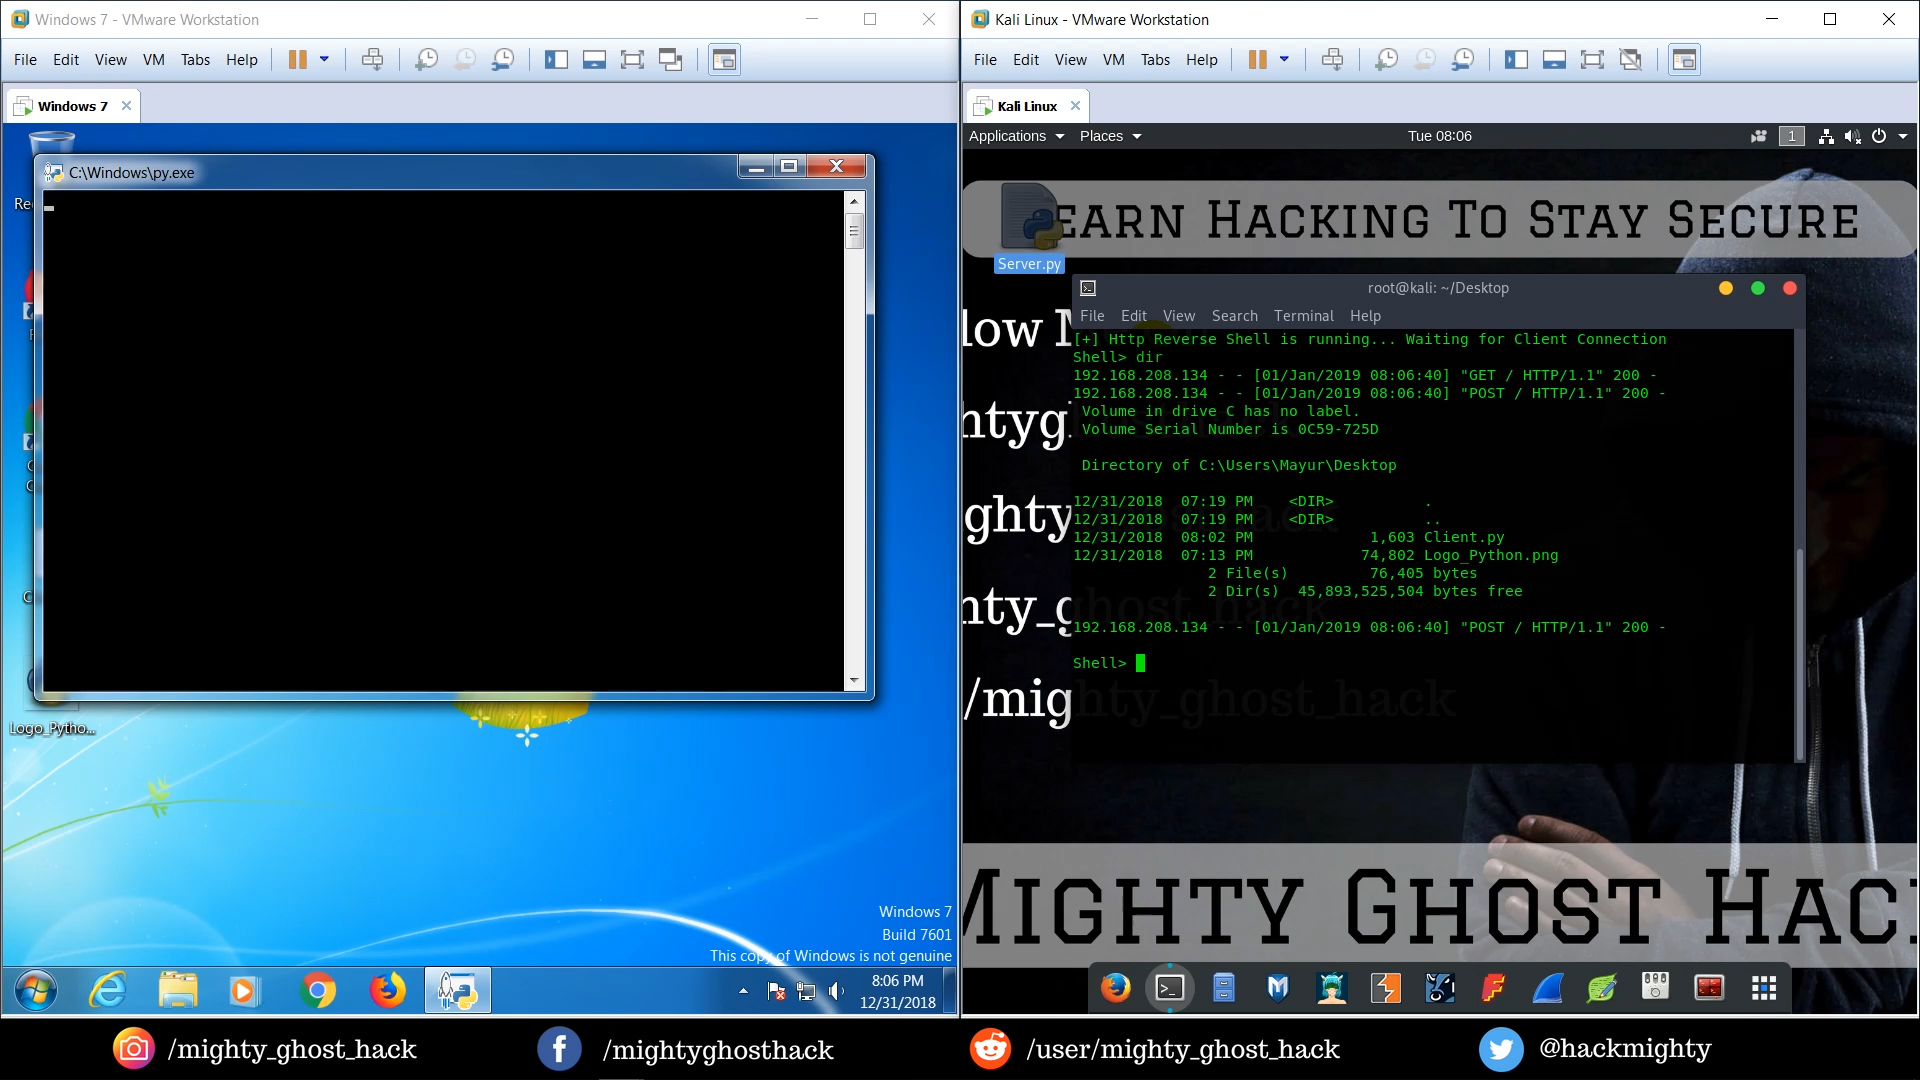 Windows 7 - VMware Workstation
File Edit View VM Tabs Help
Windows 7
C:\Windows\py.exe
Logo_Pytho...
Windows 7
Build 7601
This copy of Windows is not genuine
8:06 PM
12/31/2018
Kali Linux - VMware Workstation
File Edit View VM Tabs Help
Kali Linux
Applications Places Tue 08:06 1
EARN HACKING TO STAY SECURE
Server.py
root@kali: ~/Desktop
File Edit View Search Terminal Help
[+] Http Reverse Shell is running... Waiting for Client Connection
Shell> dir
192.168.208.134 - - [01/Jan/2019 08:06:40] "GET / HTTP/1.1" 200 -
192.168.208.134 - - [01/Jan/2019 08:06:40] "POST / HTTP/1.1" 200 -
Volume in drive C has no label.
Volume Serial Number is 0C59-725D
Directory of C:\Users\Mayur\Desktop
12/31/2018 07:19 PM <DIR> .
12/31/2018 07:19 PM <DIR> ..
12/31/2018 08:02 PM 1,603 Client.py
12/31/2018 07:13 PM 74,802 Logo_Python.png
2 File(s) 76,405 bytes
2 Dir(s) 45,893,525,504 bytes free
192.168.208.134 - - [01/Jan/2019 08:06:40] "POST / HTTP/1.1" 200 -
Shell>
/mighty_ghost_hack
MIGHTY GHOST HAC
/mighty_ghost_hack
/mightyghosthack
/user/mighty_ghost_hack
@hackmighty